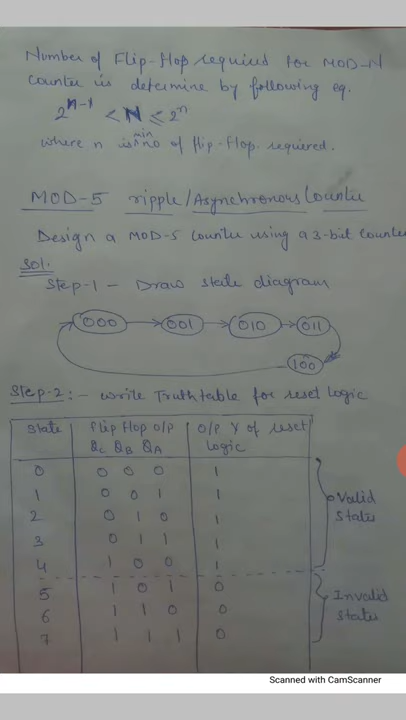 Number of Flip-Flop required for MOD-N
counter is determine by following eq.
2^{n-1} < N ≤ 2^n
where n is min no of flip-flop required.
MOD-5 ripple/Asynchronous Counter
Design a MOD-5 counter using a 3-bit counter
Sol.
Step-1 - Draw state diagram
000 001 010 011
100
Step-2:- write Truth table for reset logic
State Flip Flop O/P O/P Y of reset
Qc QB QA Logic
0 0 0 0 1
1 0 0 1 1
2 0 1 0 1
3 0 1 1 1
4 1 0 0 1
Valid
states
5 1 0 1 0
6 1 1 0 0
7 1 1 1 0
Invalid
states
Scanned with CamScanner